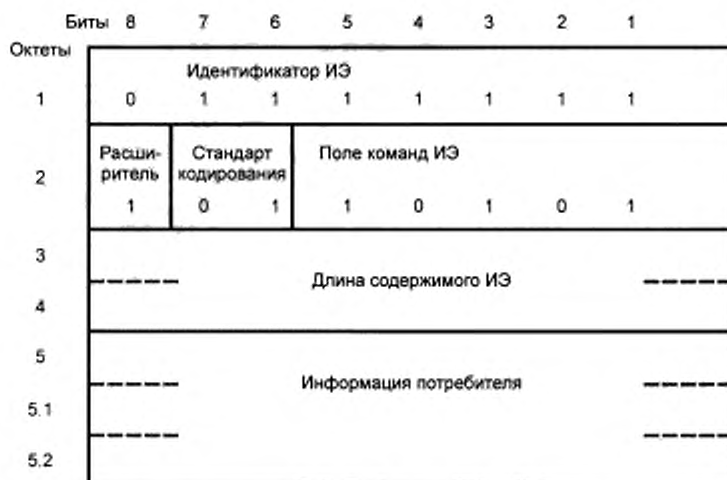 Биты 8 7 6 5 4 3 2 1
Октеты
Идентификатор ИЭ
1 0 1 1 1 1 1 1 1
Расши- Стандарт Поле команд ИЭ
ритель кодирования
2
1 0 1 1 0 1 0 1
3
Длина содержимого ИЭ
4
5
Информация потребителя
5.1
5.2